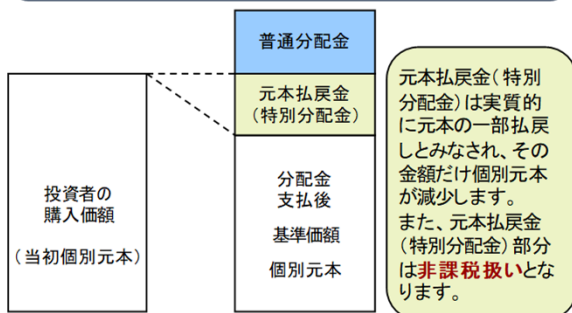 普通分配金
元本払戻金
（特別分配金）
投資者の
購入価額
（当初個別元本）
分配金
支払後
基準価額
個別元本
元本払戻金（特別
分配金）は実質的
に元本の一部払戻
しとみなされ、その
金額だけ個別元本
が減少します。
また、元本払戻金
（特別分配金）部分
は非課税扱いとな
ります。